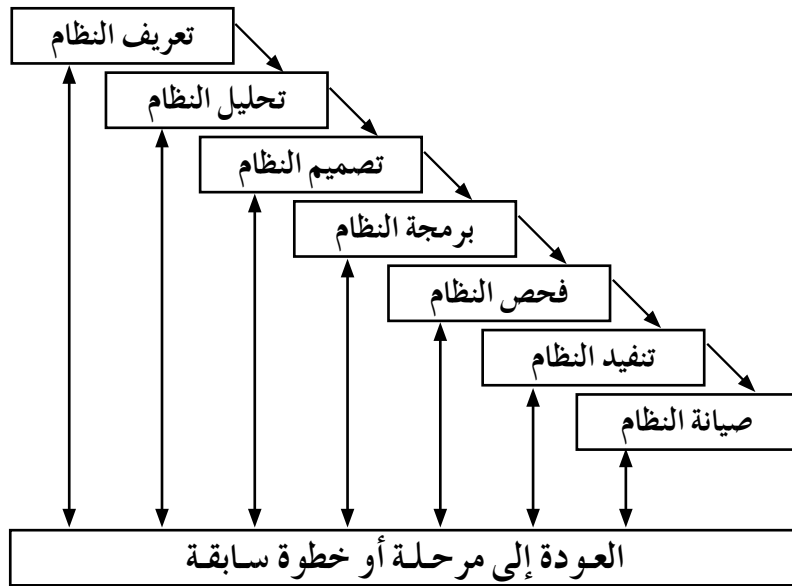 تعريف النظام
تحليل النظام
تصميم النظام
برمجة النظام
فحص النظام
تنفيد النظام
صيانة النظام
العودة إلى مرحلة أو خطوة سابقة